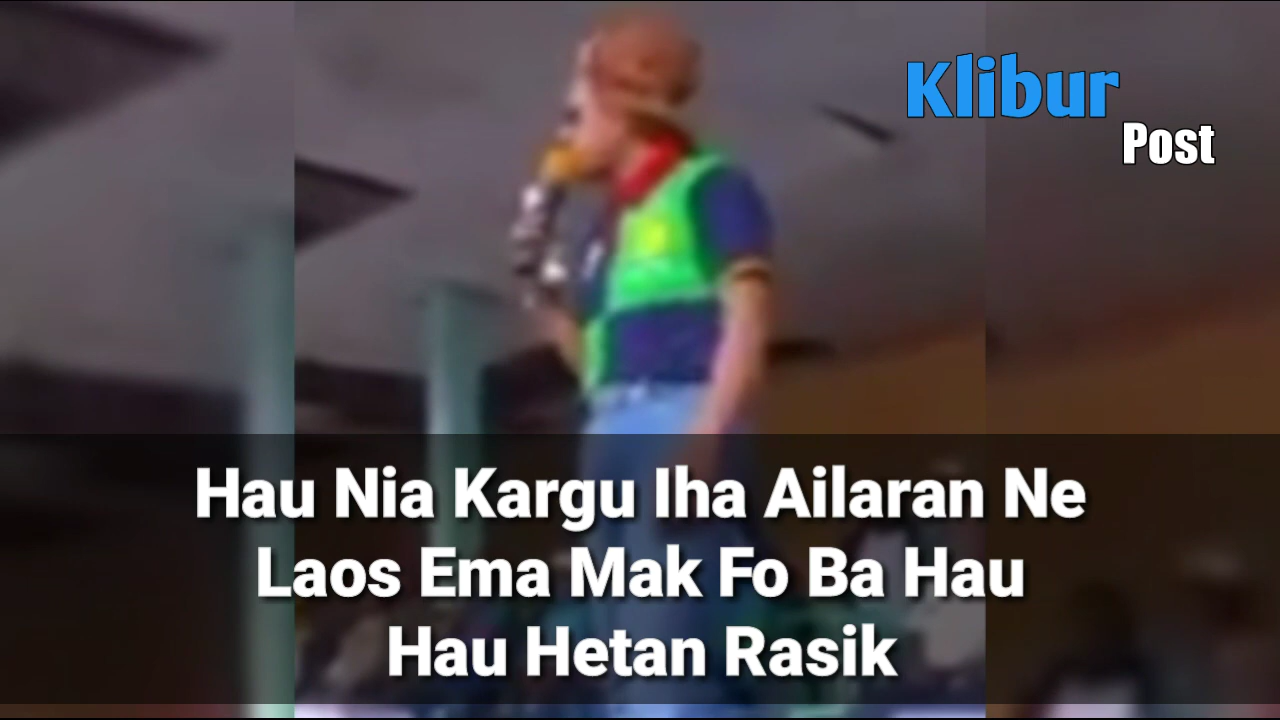 Klibur
Post
Hau Nia Kargu Iha Ailaran Ne
Laos Ema Mak Fo Ba Hau
Hau Hetan Rasik